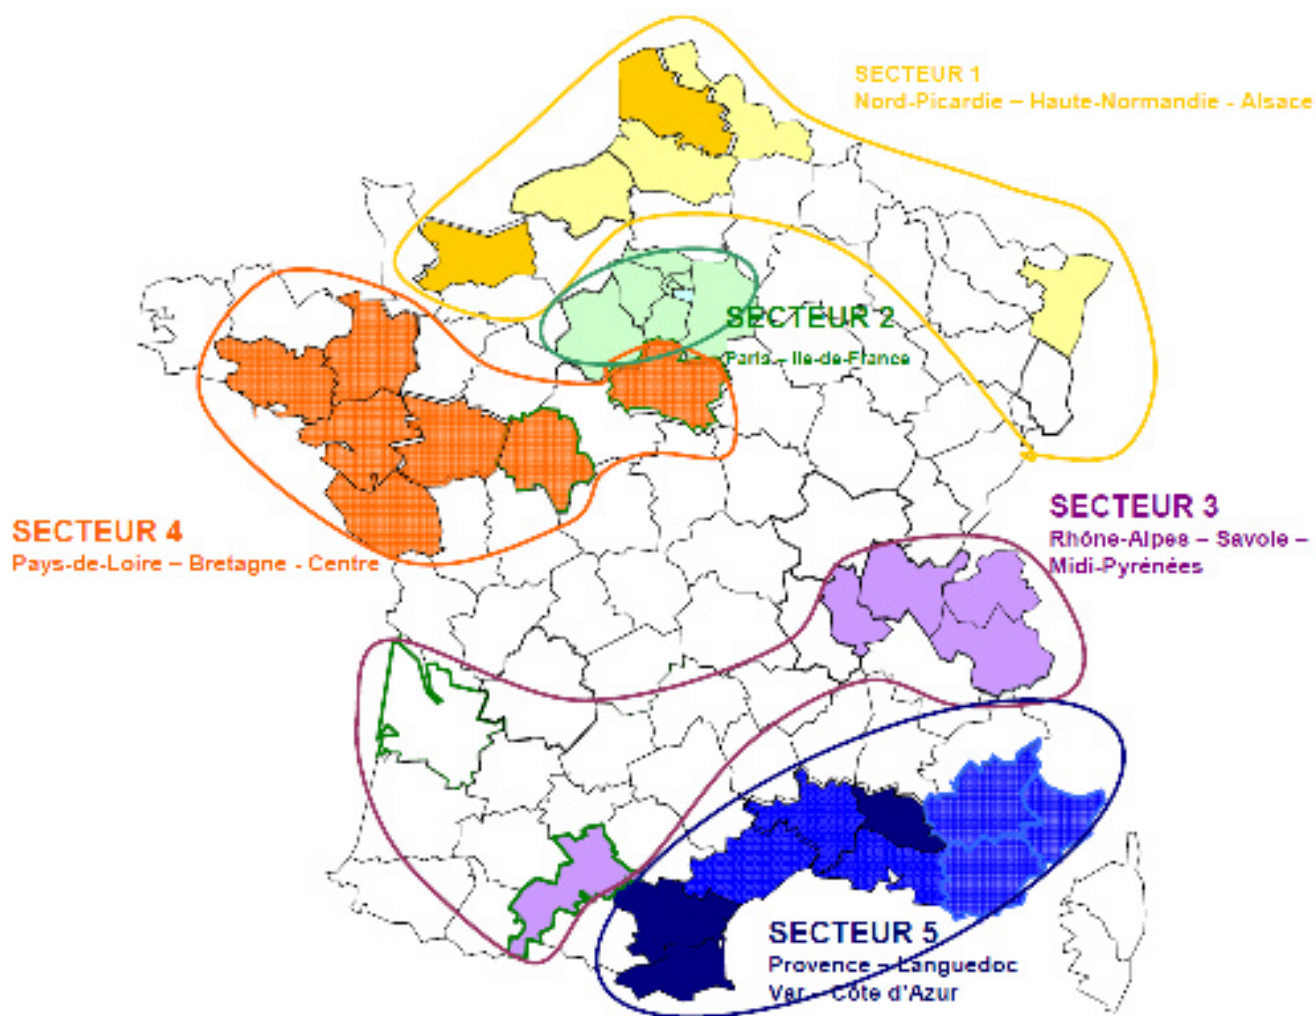 SECTEUR 1
Nord-Picardie – Haute-Normandie - Alsace
SECTEUR 2
Paris – Ile-de-France
SECTEUR 3
Rhône-Alpes – Savoie –
Midi-Pyrénées
SECTEUR 4
Pays-de-Loire – Bretagne - Centre
SECTEUR 5
Provence – Languedoc
Var – Côte d'Azur